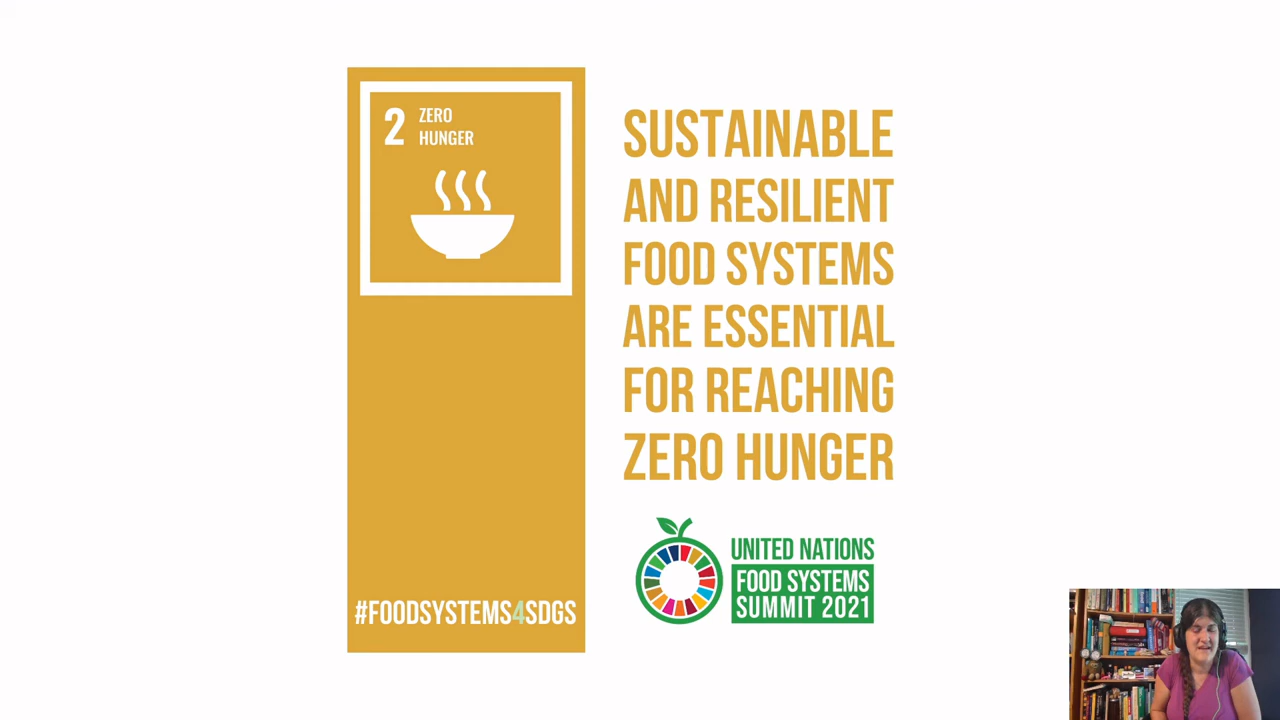 2 ZERO
HUNGER
#FOODSYSTEMS4SDGS
SUSTAINABLE
AND RESILIENT
FOOD SYSTEMS
ARE ESSENTIAL
FOR REACHING
ZERO HUNGER
UNITED NATIONS
FOOD SYSTEMS
SUMMIT 2021